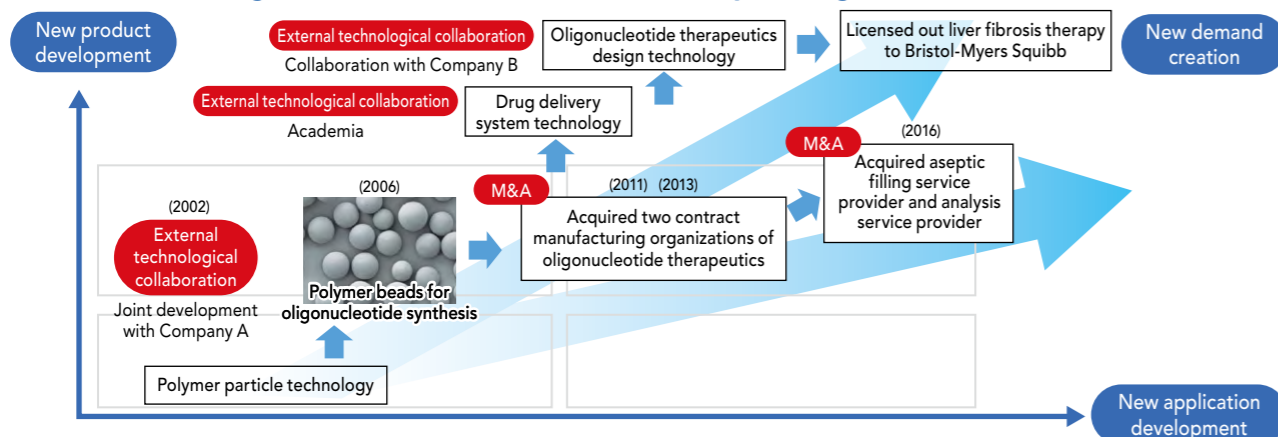 New product
development
External technological collaboration
Collaboration with Company B
Oligonucleotide therapeutics
design technology
Licensed out liver fibrosis therapy
to Bristol-Myers Squibb
New demand
creation
External technological collaboration
Academia
Drug delivery
system technology
M&A
(2016)
Acquired aseptic
filling service
provider and analysis
service provider
(2002)
External
technological
collaboration
Joint development
with Company A
(2006)
Polymer beads for
oligonucleotide synthesis
M&A
(2011) (2013)
Acquired two contract
manufacturing organizations of
oligonucleotide therapeutics
Polymer particle technology
New application
development